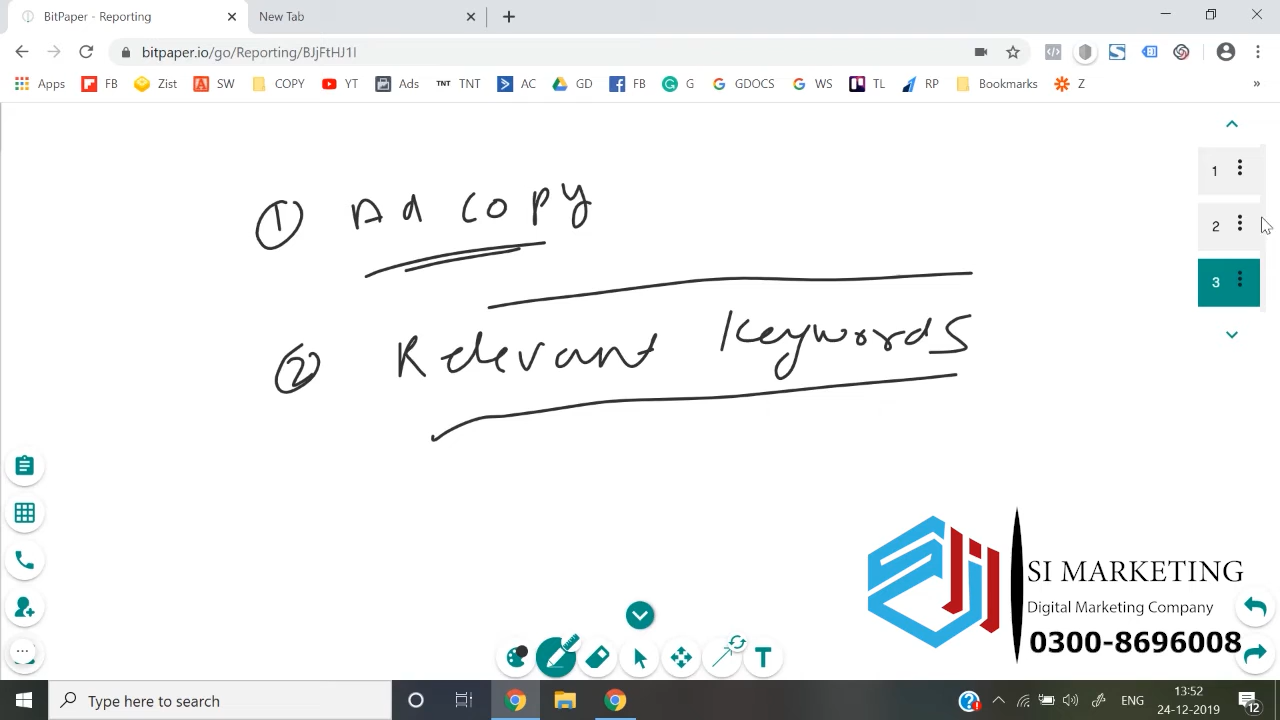 BitPaper - Reporting
New Tab
bitpaper.io/go/Reporting/BJjFtHJ1I
Apps FB Zist SW COPY YT Ads TNT TNT AC GD FB G GDOCS WS TL RP Bookmarks Z »
1 Ad copy
2 Relevant Keywords
1
2
3
SI MARKETING
Digital Marketing Company
0300-8696008
T
Type here to search
ENG
13:52
24-12-2019
12